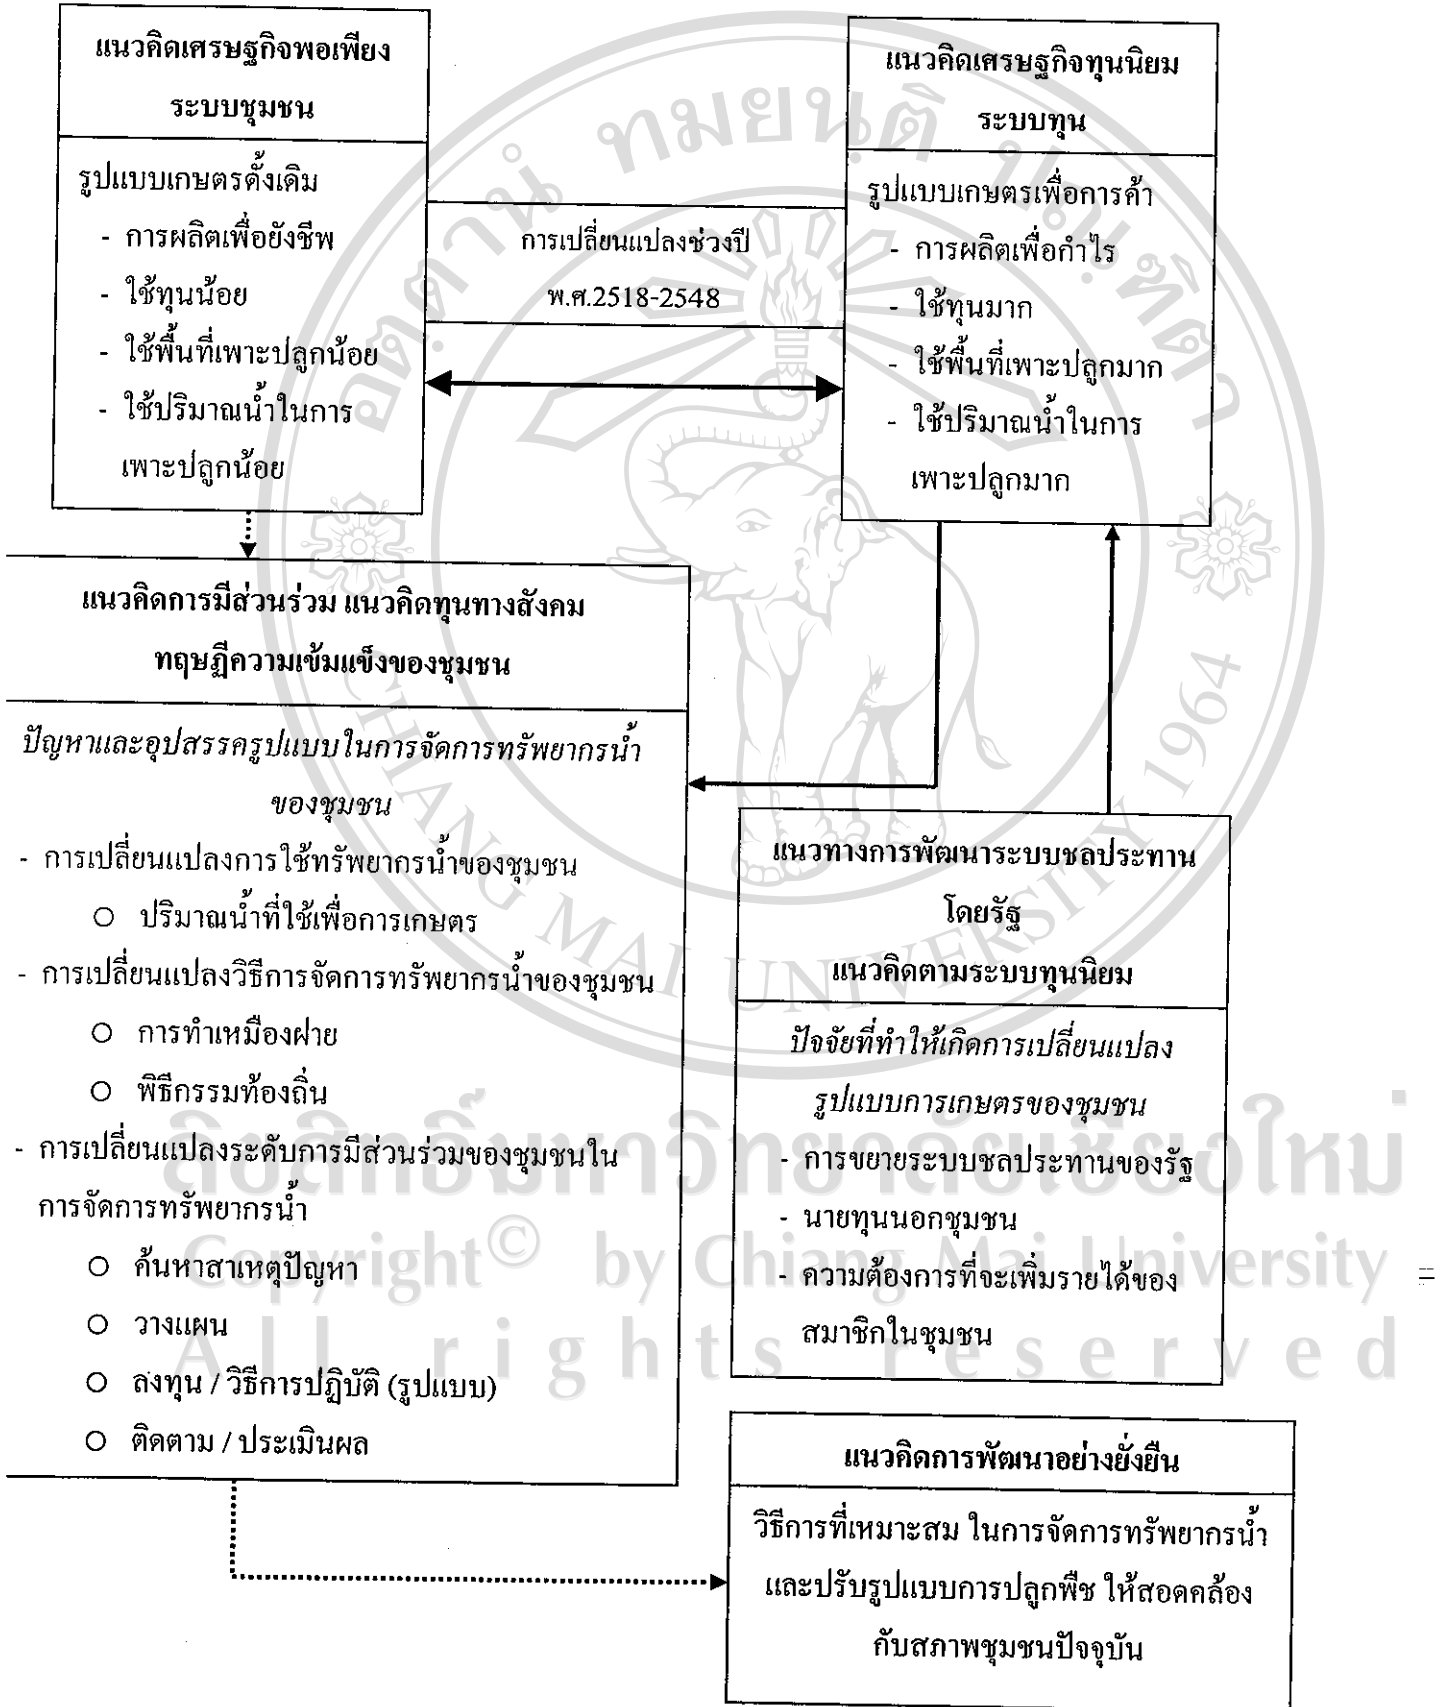 แนวคิดเศรษฐกิจพอเพียง
ระบบชุมชน
รูปแบบเกษตรดั้งเดิม
- การผลิตเพื่อยังชีพ
- ใช้ทุนน้อย
- ใช้พื้นที่เพาะปลูกน้อย
- ใช้ปริมาณน้ำในการ
เพาะปลูกน้อย
การเปลี่ยนแปลงช่วงปี
พ.ศ.2518-2548
แนวคิดเศรษฐกิจทุนนิยม
ระบบทุน
รูปแบบเกษตรเพื่อการค้า
- การผลิตเพื่อกำไร
- ใช้ทุนมาก
- ใช้พื้นที่เพาะปลูกมาก
- ใช้ปริมาณน้ำในการ
เพาะปลูกมาก
แนวคิดการมีส่วนร่วม แนวคิดทุนทางสังคม
ทฤษฎีความเข้มแข็งของชุมชน
ปัญหาและอุปสรรครูปแบบในการจัดการทรัพยากรน้ำ
ของชุมชน
- การเปลี่ยนแปลงการใช้ทรัพยากรน้ำของชุมชน
○ ปริมาณน้ำที่ใช้เพื่อการเกษตร
- การเปลี่ยนแปลงวิธีการจัดการทรัพยากรน้ำของชุมชน
○ การทำเหมืองฝาย
○ พิธีกรรมท้องถิ่น
- การเปลี่ยนแปลงระดับการมีส่วนร่วมของชุมชนใน
การจัดการทรัพยากรน้ำ
○ ค้นหาสาเหตุปัญหา
○ วางแผน
○ ลงทุน / วิธีการปฏิบัติ (รูปแบบ)
○ ติดตาม / ประเมินผล
แนวทางการพัฒนาระบบชลประทาน
โดยรัฐ
แนวคิดตามระบบทุนนิยม
ปัจจัยที่ทำให้เกิดการเปลี่ยนแปลง
รูปแบบการเกษตรของชุมชน
- การขยายระบบชลประทานของรัฐ
- นายทุนนอกชุมชน
- ความต้องการที่จะเพิ่มรายได้ของ
สมาชิกในชุมชน
แนวคิดการพัฒนาอย่างยั่งยืน
วิธีการที่เหมาะสม ในการจัดการทรัพยากรน้ำ
และปรับรูปแบบการปลูกพืช ให้สอดคล้อง
กับสภาพชุมชนปัจจุบัน
อตฺตานํ ทมยนฺติ ปณฺฑิตา
CHIANG MAI UNIVERSITY 1964
ลิขสิทธิ์มหาวิทยาลัยเชียงใหม่
Copyright© by Chiang Mai University
All rights reserved